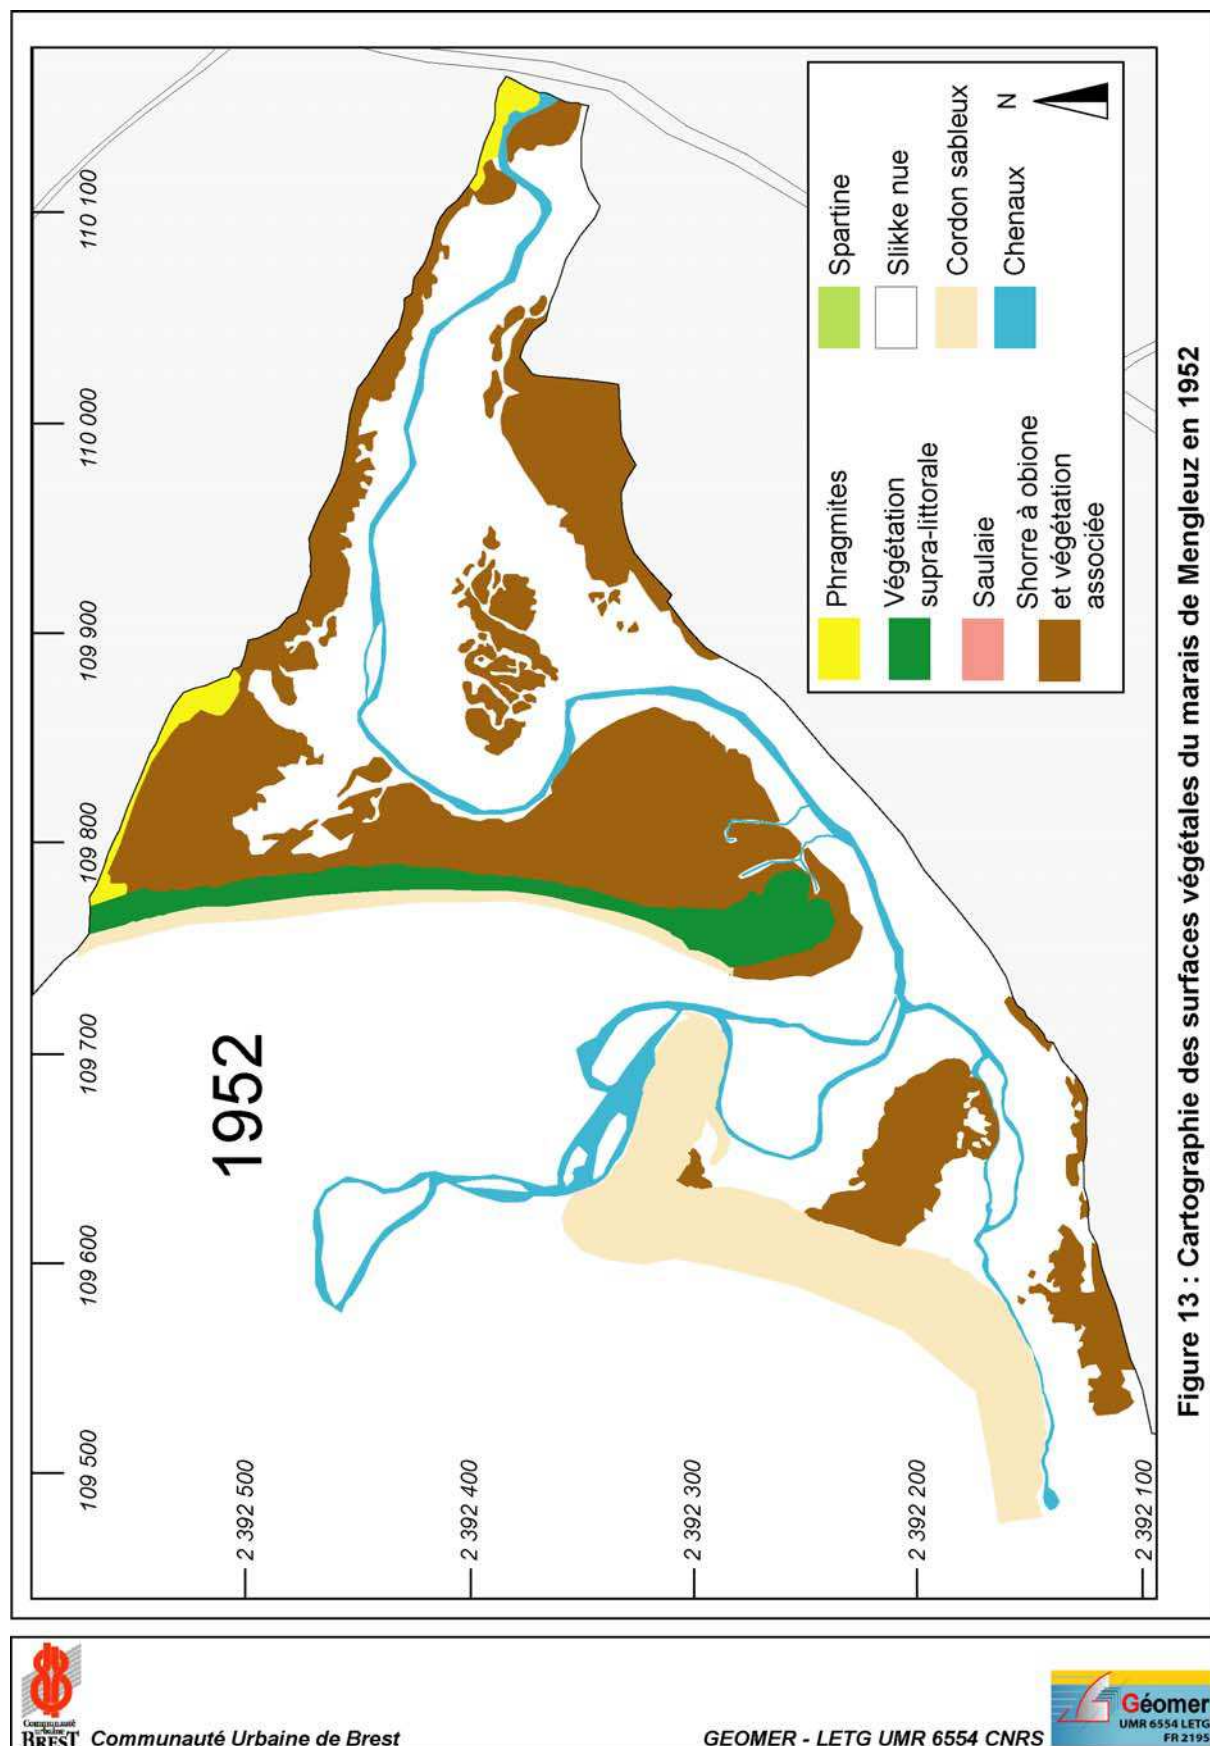 1952
110 100
110 000
109 900
109 800
109 700
109 600
109 500
2 392 500
2 392 400
2 392 300
2 392 200
2 392 100
Phragmites
Végétation
supra-littorale
Saulaie
Shorre à obione
et végétation
associée
Spartine
Slikke nue
Cordon sableux
Chenaux
N
Figure 13 : Cartographie des surfaces végétales du marais de Mengleuz en 1952
Communauté
urbaine
BREST
Communauté Urbaine de Brest
GEOMER - LETG UMR 6554 CNRS
Géomer
UMR 6554 LETG
FR 2195